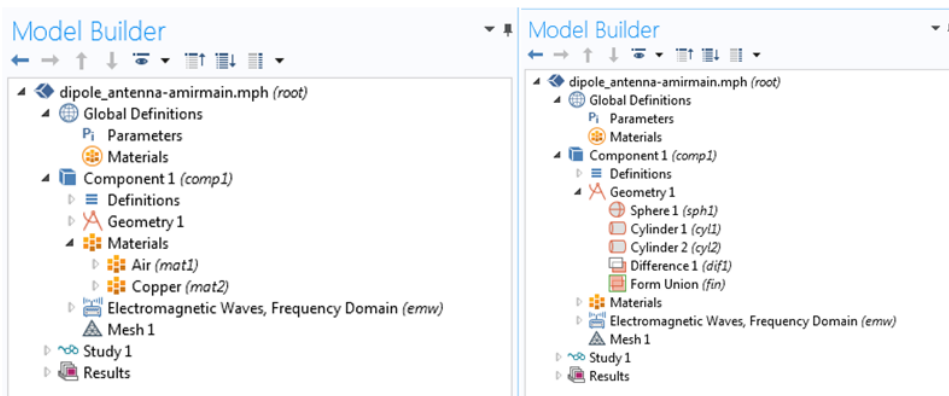 Model Builder
dipole_antenna-amirmain.mph (root)
Global Definitions
Pi Parameters
Materials
Component 1 (comp1)
Definitions
Geometry 1
Materials
Air (mat1)
Copper (mat2)
Electromagnetic Waves, Frequency Domain (emw)
Mesh 1
Study 1
Results
Model Builder
dipole_antenna-amirmain.mph (root)
Global Definitions
Pi Parameters
Materials
Component 1 (comp1)
Definitions
Geometry 1
Sphere 1 (sph1)
Cylinder 1 (cyl1)
Cylinder 2 (cyl2)
Difference 1 (dif1)
Form Union (fin)
Materials
Electromagnetic Waves, Frequency Domain (emw)
Mesh 1
Study 1
Results